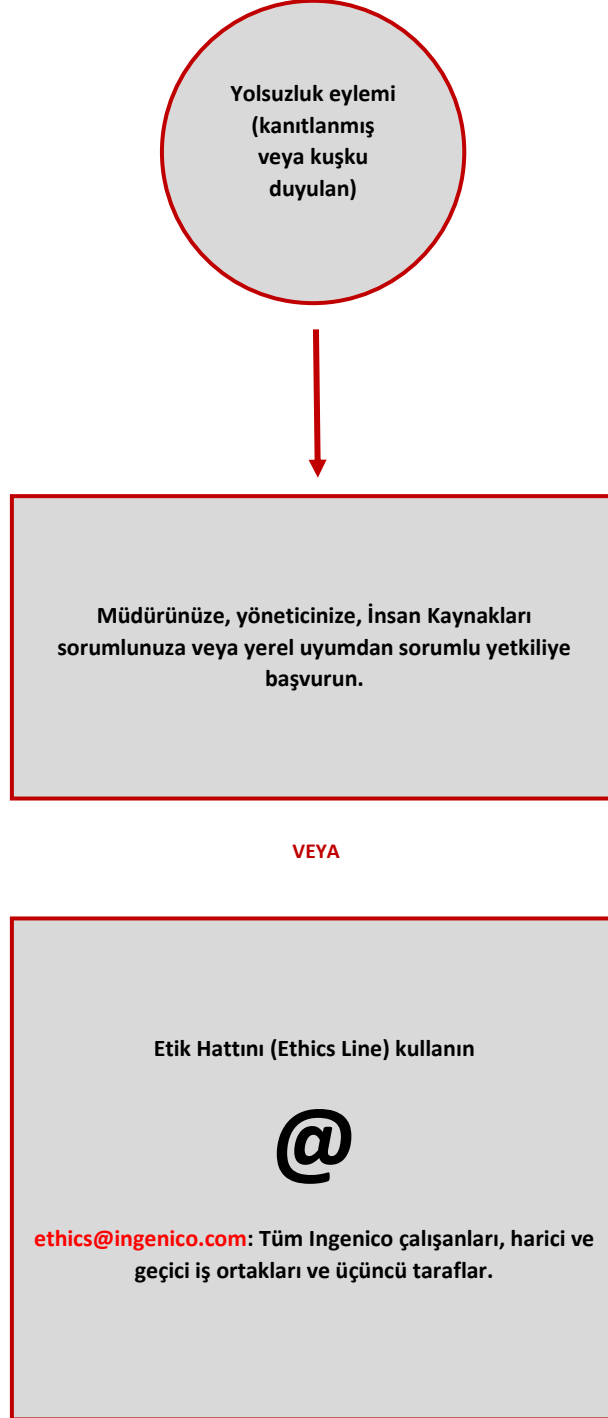 Yolsuzluk eylemi
(kanıtlanmış
veya kuşku
duyulan)
Müdürünüze, yöneticinize, İnsan Kaynakları
sorumlunuza veya yerel uyumdan sorumlu yetkiliye
başvurun.
VEYA
Etik Hattını (Ethics Line) kullanın
@
ethics@ingenico.com: Tüm Ingenico çalışanları, harici ve
geçici iş ortakları ve üçüncü taraflar.